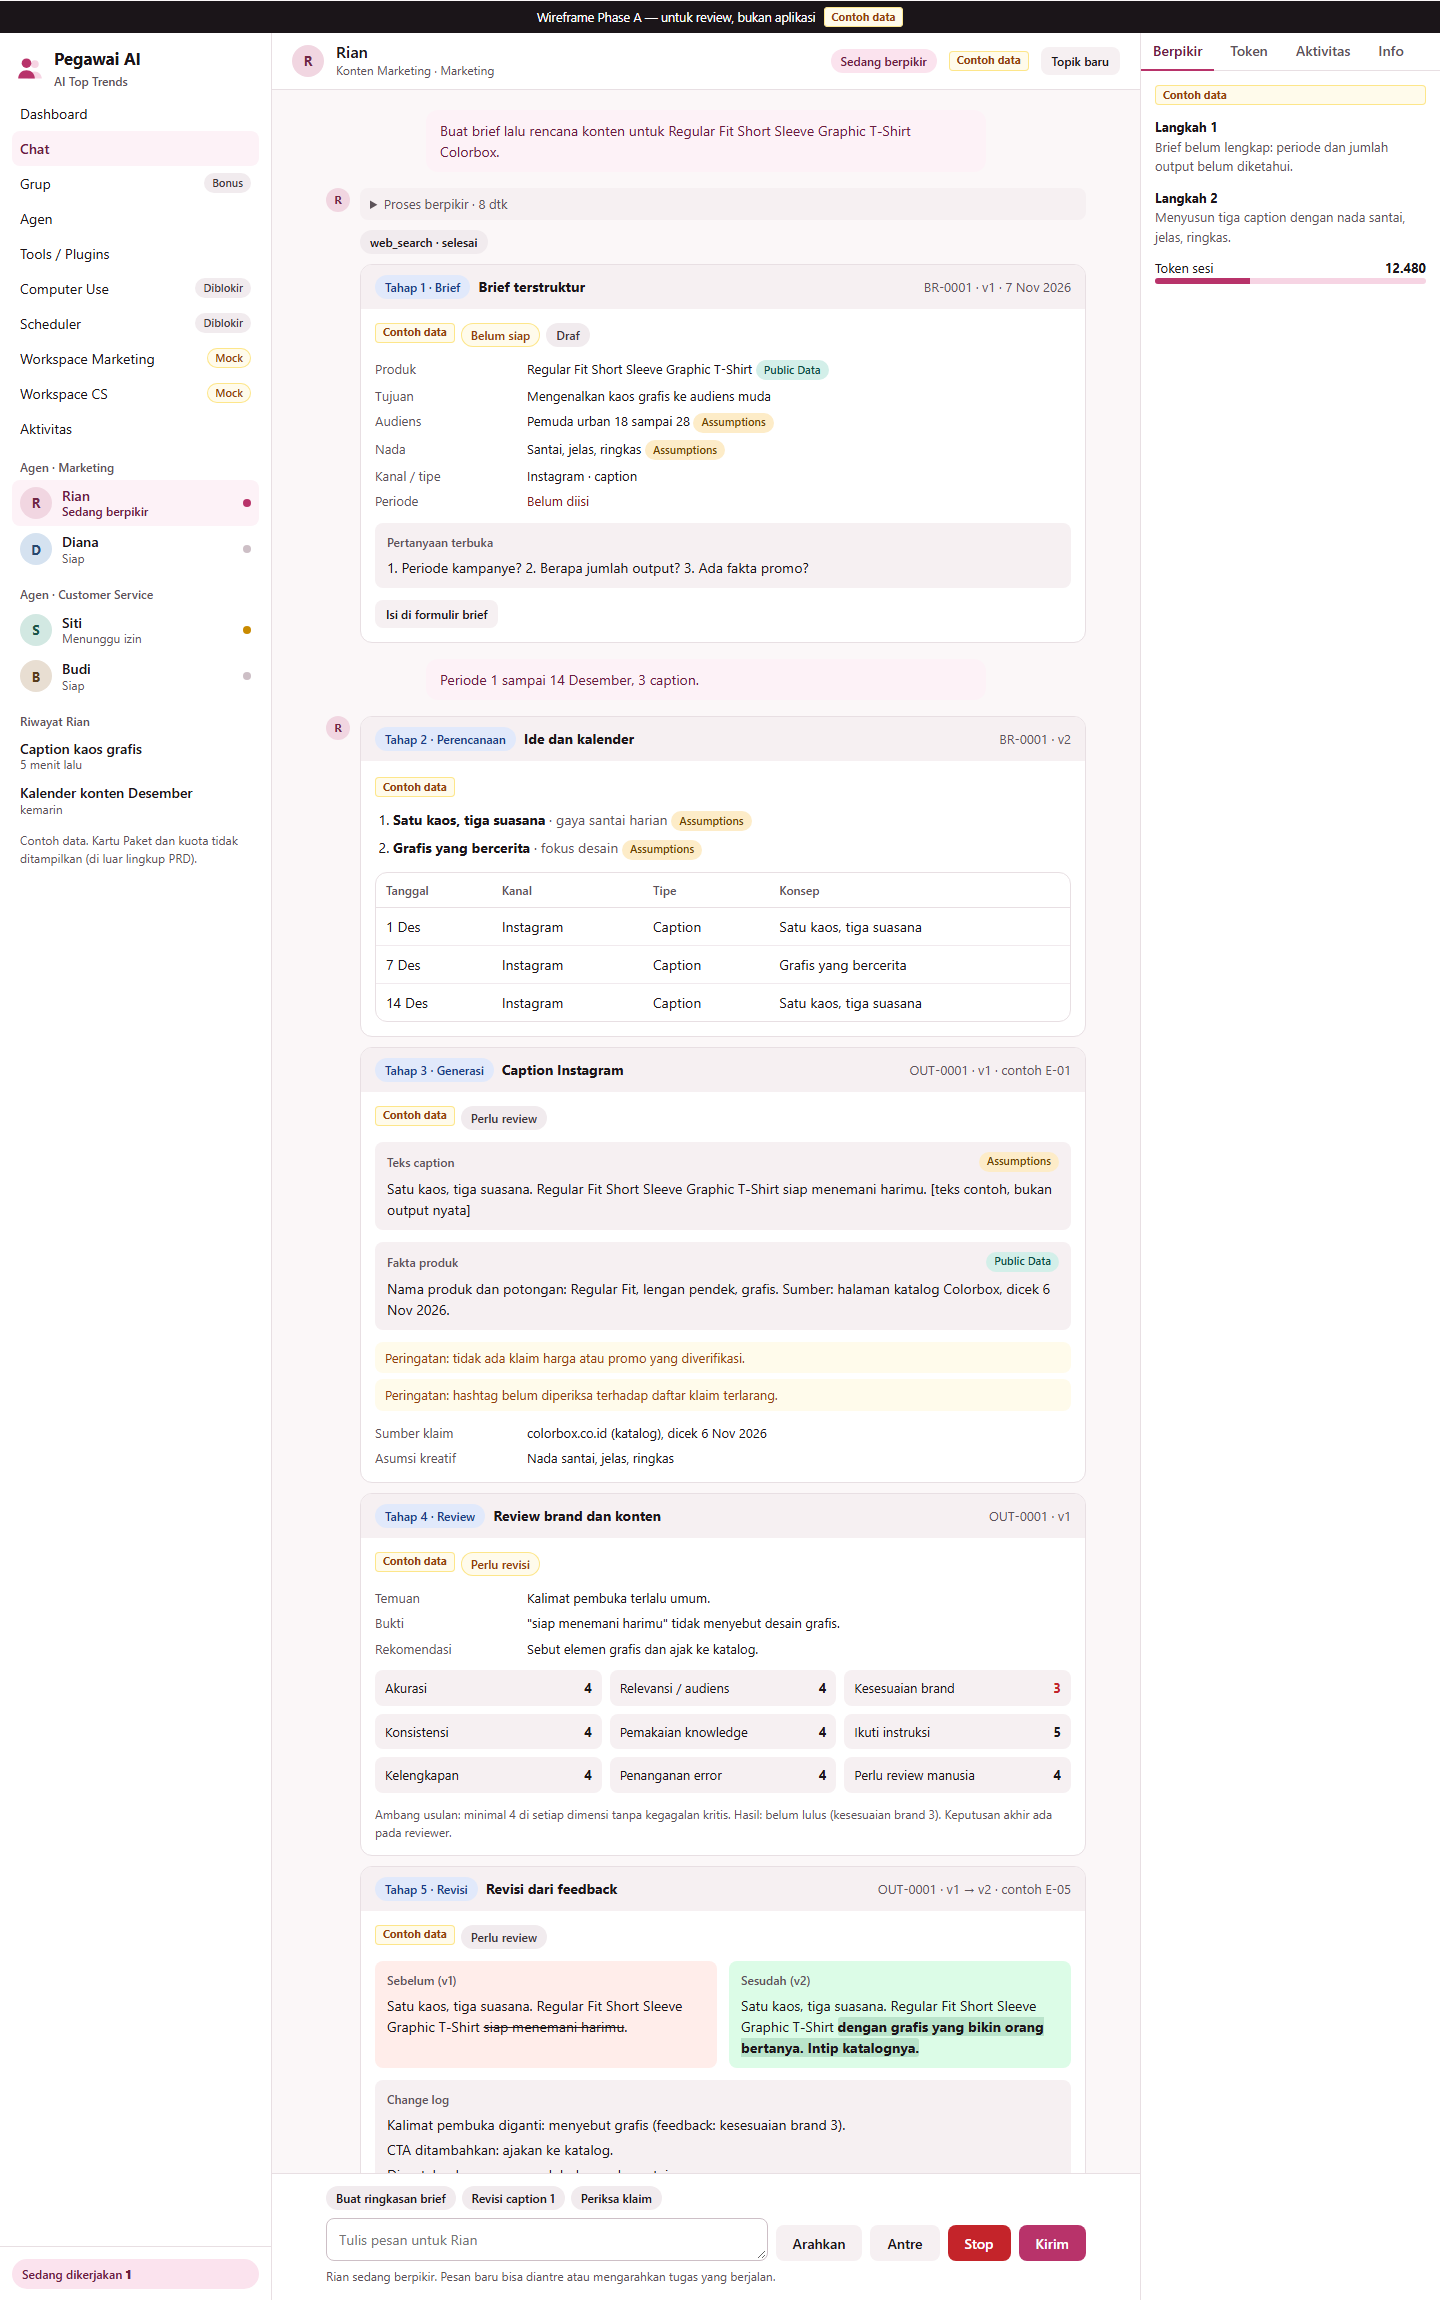 Wireframe Phase A — untuk review, bukan aplikasi Contoh data
Pegawai AI
AI Top Trends
Dashboard
Chat
Grup Bonus
Agen
Tools / Plugins
Computer Use Diblokir
Scheduler Diblokir
Workspace Marketing Mock
Workspace CS Mock
Aktivitas
Agen · Marketing
R Rian
Sedang berpikir
D Diana
Siap
Agen · Customer Service
S Siti
Menunggu izin
B Budi
Siap
Riwayat Rian
Caption kaos grafis
5 menit lalu
Kalender konten Desember
kemarin
Contoh data. Kartu Paket dan kuota tidak
ditampilkan (di luar lingkup PRD).
Sedang dikerjakan 1
R Rian
Konten Marketing · Marketing
Sedang berpikir Contoh data Topik baru
Buat brief lalu rencana konten untuk Regular Fit Short Sleeve Graphic T-Shirt
Colorbox.
R ▶ Proses berpikir · 8 dtk
web_search · selesai
Tahap 1 · Brief Brief terstruktur BR-0001 · v1 · 7 Nov 2026
Contoh data Belum siap Draf
Produk Regular Fit Short Sleeve Graphic T-Shirt Public Data
Tujuan Mengenalkan kaos grafis ke audiens muda
Audiens Pemuda urban 18 sampai 28 Assumptions
Nada Santai, jelas, ringkas Assumptions
Kanal / tipe Instagram · caption
Periode Belum diisi
Pertanyaan terbuka
1. Periode kampanye? 2. Berapa jumlah output? 3. Ada fakta promo?
Isi di formulir brief
Periode 1 sampai 14 Desember, 3 caption.
R Tahap 2 · Perencanaan Ide dan kalender BR-0001 · v2
Contoh data
1. Satu kaos, tiga suasana · gaya santai harian Assumptions
2. Grafis yang bercerita · fokus desain Assumptions
Tanggal Kanal Tipe Konsep
1 Des Instagram Caption Satu kaos, tiga suasana
7 Des Instagram Caption Grafis yang bercerita
14 Des Instagram Caption Satu kaos, tiga suasana
Tahap 3 · Generasi Caption Instagram OUT-0001 · v1 · contoh E-01
Contoh data Perlu review
Teks caption Assumptions
Satu kaos, tiga suasana. Regular Fit Short Sleeve Graphic T-Shirt siap menemani harimu. [teks contoh, bukan
output nyata]
Fakta produk Public Data
Nama produk dan potongan: Regular Fit, lengan pendek, grafis. Sumber: halaman katalog Colorbox, dicek 6
Nov 2026.
Peringatan: tidak ada klaim harga atau promo yang diverifikasi.
Peringatan: hashtag belum diperiksa terhadap daftar klaim terlarang.
Sumber klaim colorbox.co.id (katalog), dicek 6 Nov 2026
Asumsi kreatif Nada santai, jelas, ringkas
Tahap 4 · Review Review brand dan konten OUT-0001 · v1
Contoh data Perlu revisi
Temuan Kalimat pembuka terlalu umum.
Bukti "siap menemani harimu" tidak menyebut desain grafis.
Rekomendasi Sebut elemen grafis dan ajak ke katalog.
Akurasi 4 Relevansi / audiens 4 Kesesuaian brand 3
Konsistensi 4 Pemakaian knowledge 4 Ikuti instruksi 5
Kelengkapan 4 Penanganan error 4 Perlu review manusia 4
Ambang usulan: minimal 4 di setiap dimensi tanpa kegagalan kritis. Hasil: belum lulus (kesesuaian brand 3). Keputusan akhir ada
pada reviewer.
Tahap 5 · Revisi Revisi dari feedback OUT-0001 · v1 → v2 · contoh E-05
Contoh data Perlu review
Sebelum (v1)
Satu kaos, tiga suasana. Regular Fit Short Sleeve
Graphic T-Shirt siap menemani harimu.
Sesudah (v2)
Satu kaos, tiga suasana. Regular Fit Short Sleeve
Graphic T-Shirt dengan grafis yang bikin orang
bertanya. Intip katalognya.
Change log
Kalimat pembuka diganti: menyebut grafis (feedback: kesesuaian brand 3).
CTA ditambahkan: ajakan ke katalog.
Buat ringkasan brief Revisi caption 1 Periksa klaim
Tulis pesan untuk Rian Arahkan Antre Stop Kirim
Rian sedang berpikir. Pesan baru bisa diantre atau mengarahkan tugas yang berjalan.
Berpikir Token Aktivitas Info
Contoh data
Langkah 1
Brief belum lengkap: periode dan jumlah
output belum diketahui.
Langkah 2
Menyusun tiga caption dengan nada santai,
jelas, ringkas.
Token sesi 12.480